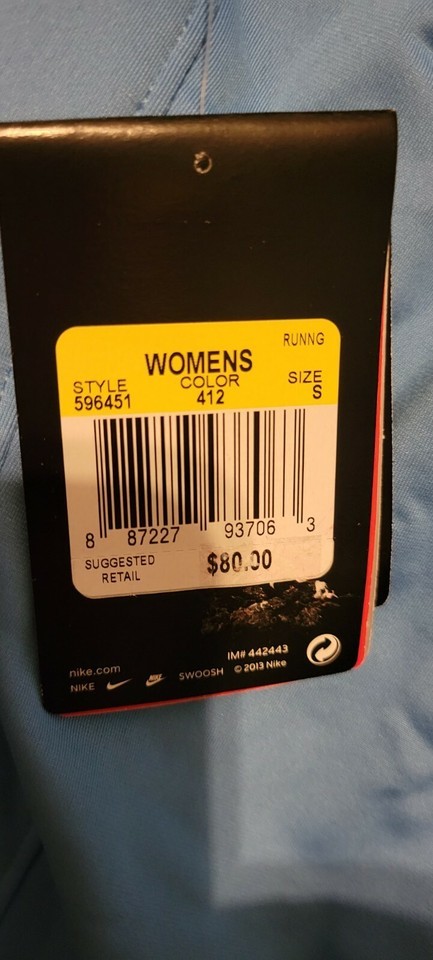 RUNNG
WOMENS
STYLE COLOR SIZE
596451 412 S
8 87227 93706 3
SUGGESTED
RETAIL
$80.00
IM# 442443
nike.com
NIKE NIKE SWOOSH © 2013 Nike